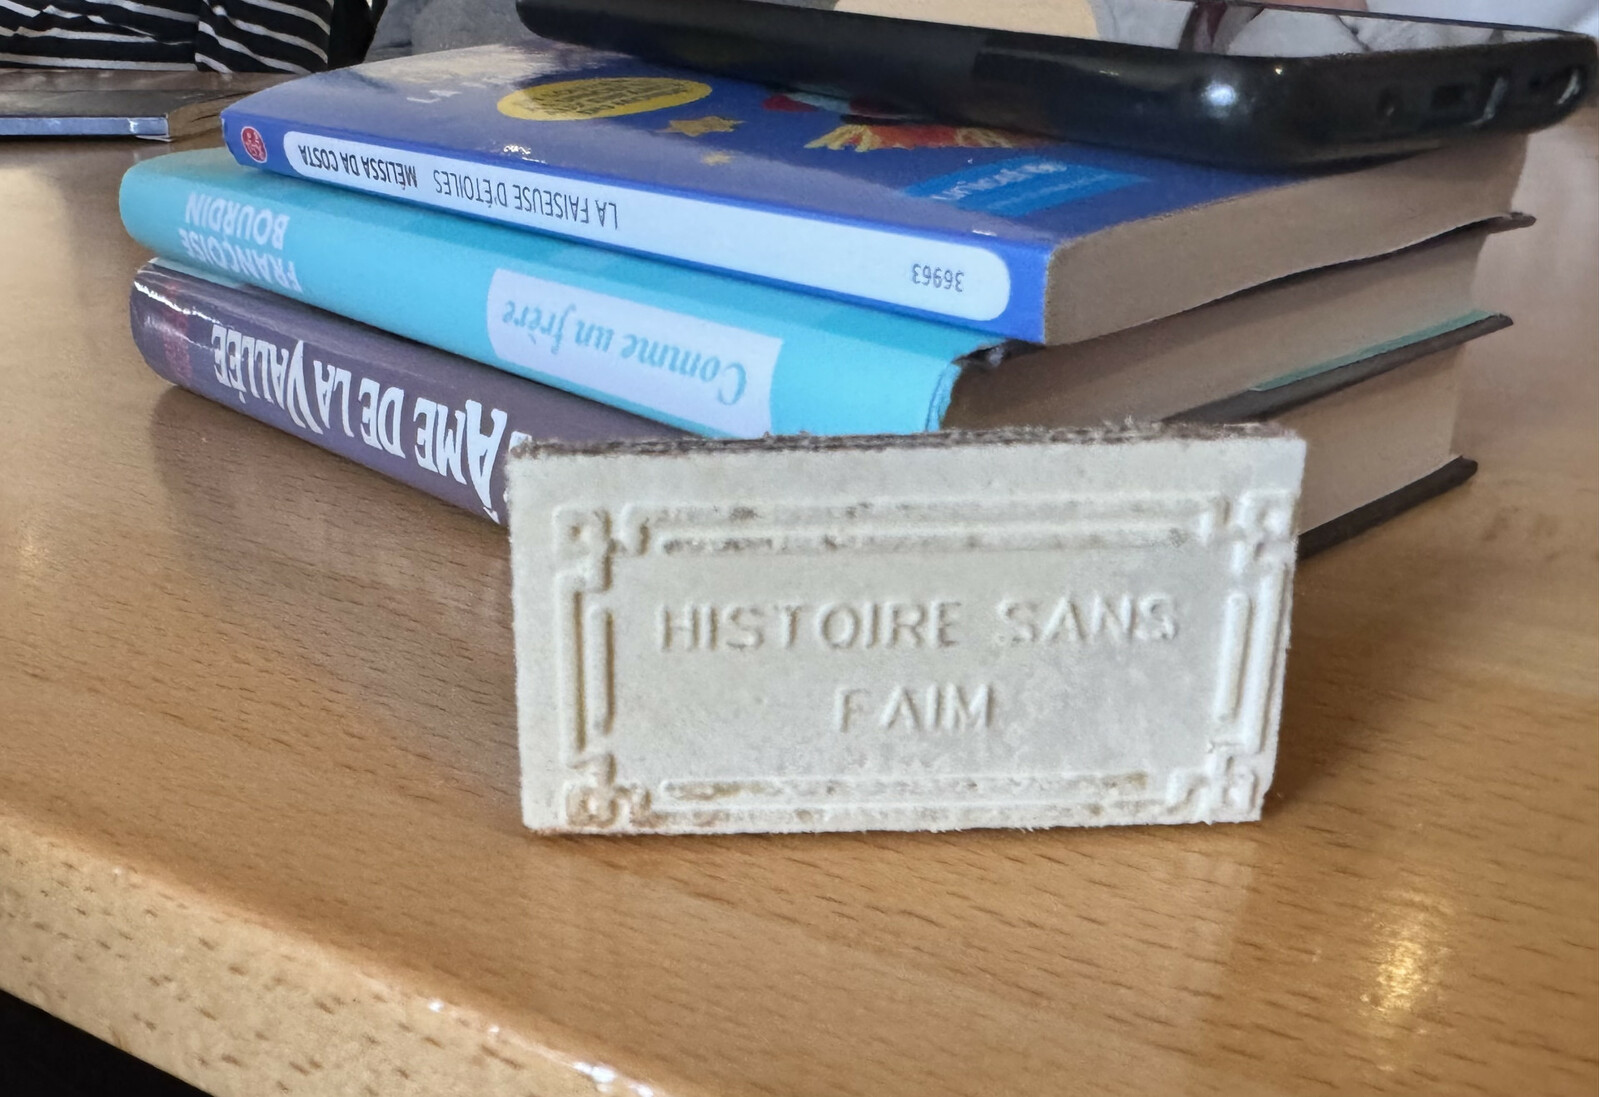 MÉLISSA DA COSTA LA FAISEUSE D'ÉTOILES 36963
FRANÇOISE
BOURDIN
Comme un frère
ÂME DE LA VALLÉE
HISTOIRE SANS
FAIM